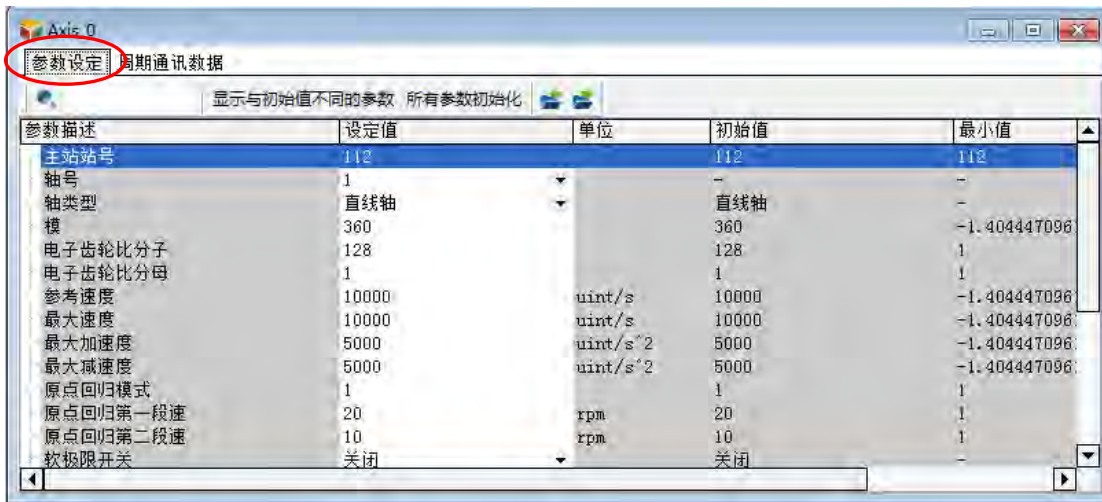 Axis_0
参数设定 周期通讯数据
显示与初始值不同的参数 所有参数初始化
参数描述 设定值 单位 初始值 最小值
主站站号 112 112 112
轴号 1 - -
轴类型 直线轴 直线轴 -
模 360 360 -1.404447096
电子齿轮比分子 128 128 1
电子齿轮比分母 1 1 1
参考速度 10000 uint/s 10000 -1.404447096
最大速度 10000 uint/s 10000 -1.404447096
最大加速度 5000 uint/s^2 5000 -1.404447096
最大减速度 5000 uint/s^2 5000 -1.404447096
原点回归模式 1 1 1
原点回归第一段速 20 rpm 20 1
原点回归第二段速 10 rpm 10 1
软极限开关 关闭 关闭 -